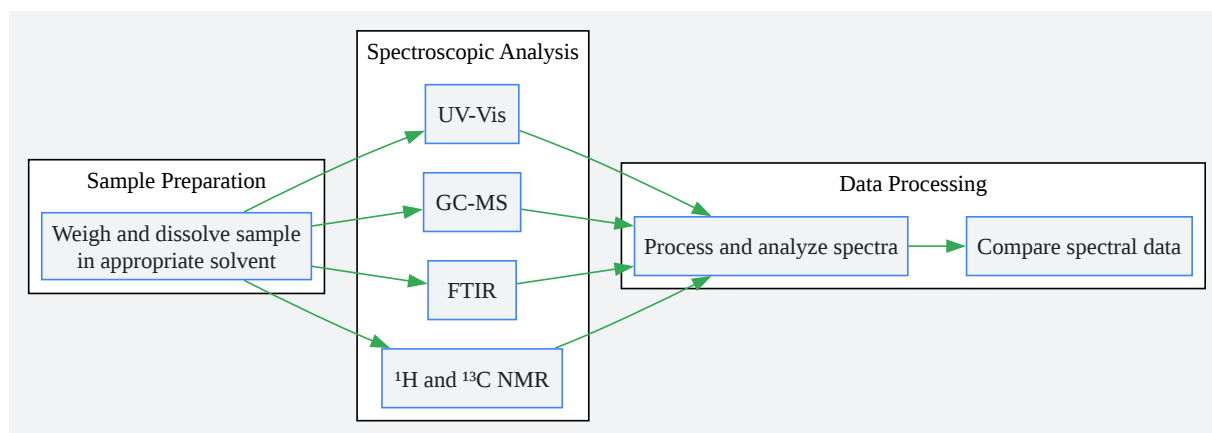 Sample Preparation
Weigh and dissolve sample
in appropriate solvent
Spectroscopic Analysis
UV-Vis
GC-MS
FTIR
¹H and ¹³C NMR
Data Processing
Process and analyze spectra
Compare spectral data